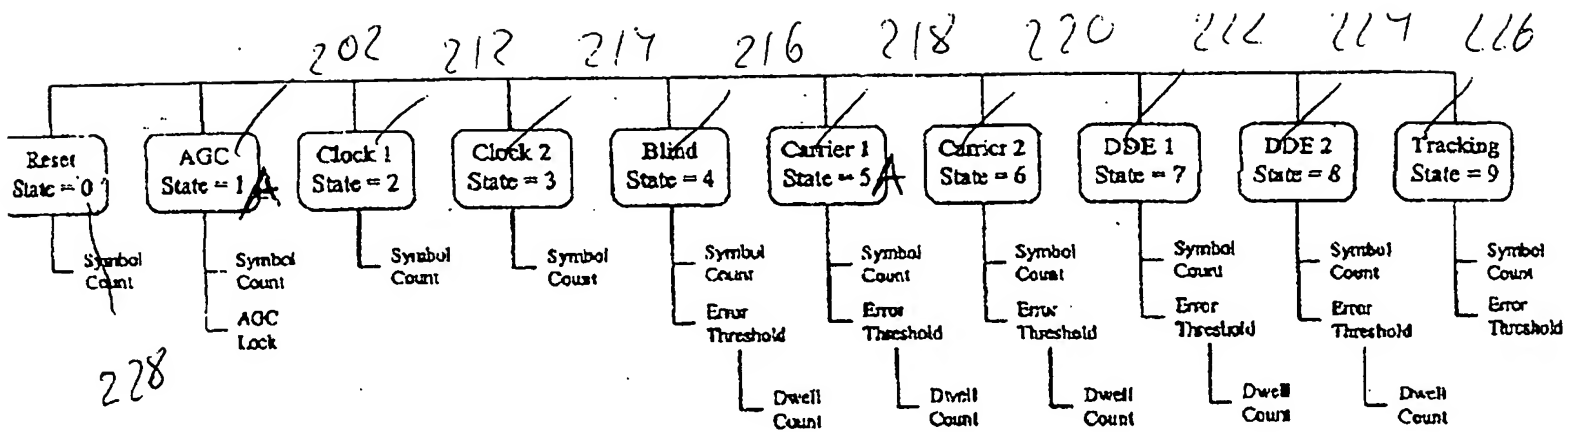 202 212 214 216 218 220 222 224 226
Reset
State = 0
AGC
State = 1 A
Clock 1
State = 2
Clock 2
State = 3
Blind
State = 4
Carrier 1
State = 5 A
Carrier 2
State = 6
DDE 1
State = 7
DDE 2
State = 8
Tracking
State = 9
Symbol
Count
Symbol
Count
AGC
Lock
Symbol
Count
Symbol
Count
Symbol
Count
Error
Threshold
Dwell
Count
Symbol
Count
Error
Threshold
Dwell
Count
Symbol
Count
Error
Threshold
Dwell
Count
Symbol
Count
Error
Threshold
Dwell
Count
Symbol
Count
Error
Threshold
Dwell
Count
Symbol
Count
Error
Threshold
228